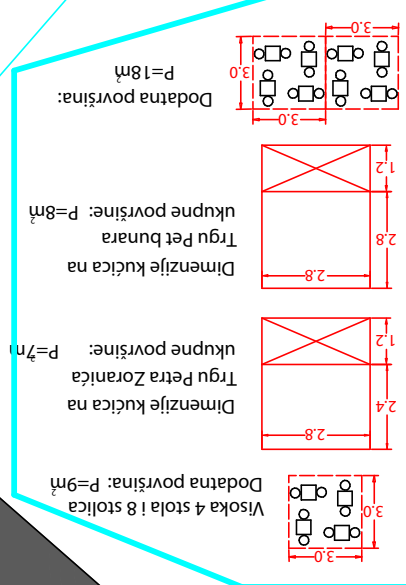 3.0
3.0
Visoka 4 stola i 8 stolica
Dodatna površina: P=9m²
2.8
2.4
1.2
Dimenzije kućica na
Trgu Petra Zoranića
ukupne površine: P=7m²
2.8
2.8
1.2
Dimenzije kućica na
Trgu Pet bunara
ukupne površine: P=8m²
3.0
3.0
3.0
Dodatna površina:
P=18m²